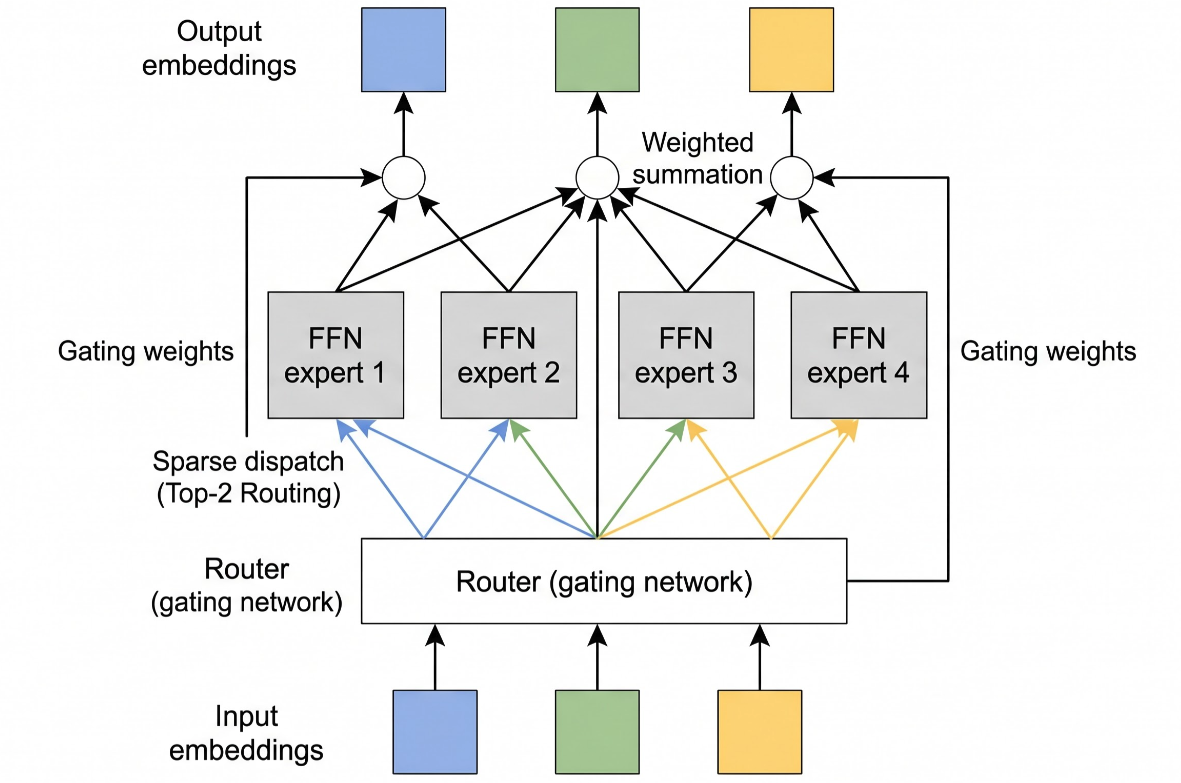 Output
embeddings
Weighted
summation
Gating weights
FFN
expert 1
FFN
expert 2
FFN
expert 3
FFN
expert 4
Gating weights
Sparse dispatch
(Top-2 Routing)
Router
(gating network)
Router (gating network)
Input
embeddings